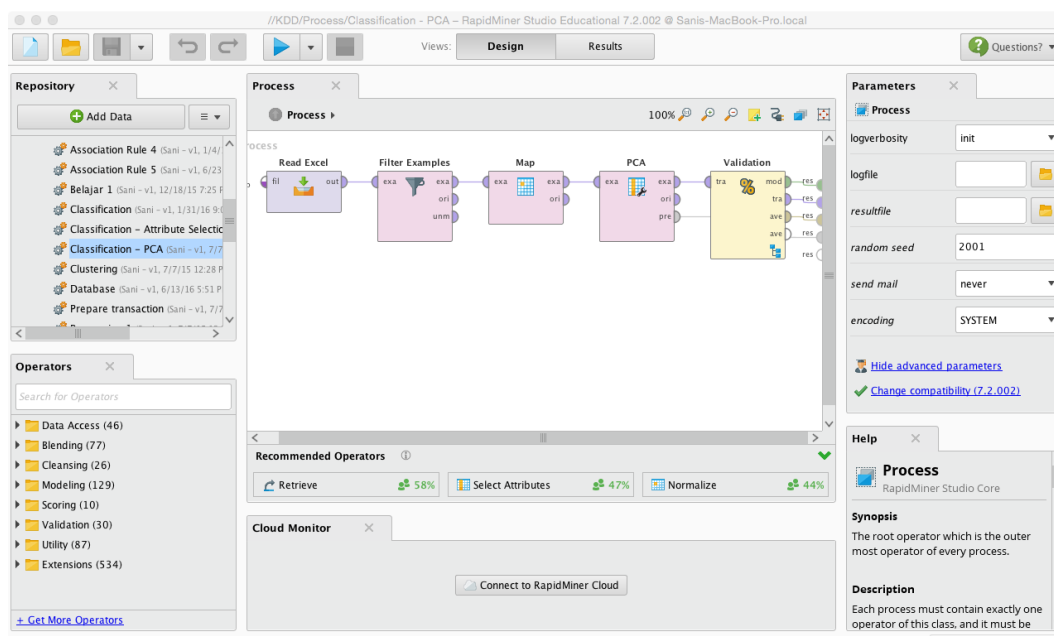 //KDD/Process/Classification - PCA – RapidMiner Studio Educational 7.2.002 @ Sanis-MacBook-Pro.local
Views: Design Results
Questions?
Repository
Add Data
Association Rule 4 (Sani – v1, 1/4/
Association Rule 5 (Sani – v1, 6/23
Belajar 1 (Sani – v1, 12/18/15 7:25
Classification (Sani – v1, 1/31/16 9:
Classification – Attribute Selectic
Classification – PCA (Sani – v1, 7/7
Clustering (Sani – v1, 7/7/15 12:28 P
Database (Sani – v1, 6/13/16 5:51 P
Prepare transaction (Sani – v1, 7/7
Operators
Search for Operators
Data Access (46)
Blending (77)
Cleansing (26)
Modeling (129)
Scoring (10)
Validation (30)
Utility (87)
Extensions (534)
+ Get More Operators
Process
Process
100%
rocess
Read Excel
fil out
Filter Examples
exa exa
ori
unm
Map
exa exa
ori
PCA
exa exa
ori
pre
Validation
tra mod
tra
ave
ave
res
res
res
res
res
Recommended Operators
Retrieve 58%
Select Attributes 47%
Normalize 44%
Cloud Monitor
Connect to RapidMiner Cloud
Parameters
Process
logverbosity init
logfile
resultfile
random seed 2001
send mail never
encoding SYSTEM
Hide advanced parameters
Change compatibility (7.2.002)
Help
Process
RapidMiner Studio Core
Synopsis
The root operator which is the outer
most operator of every process.
Description
Each process must contain exactly one
operator of this class, and it must be